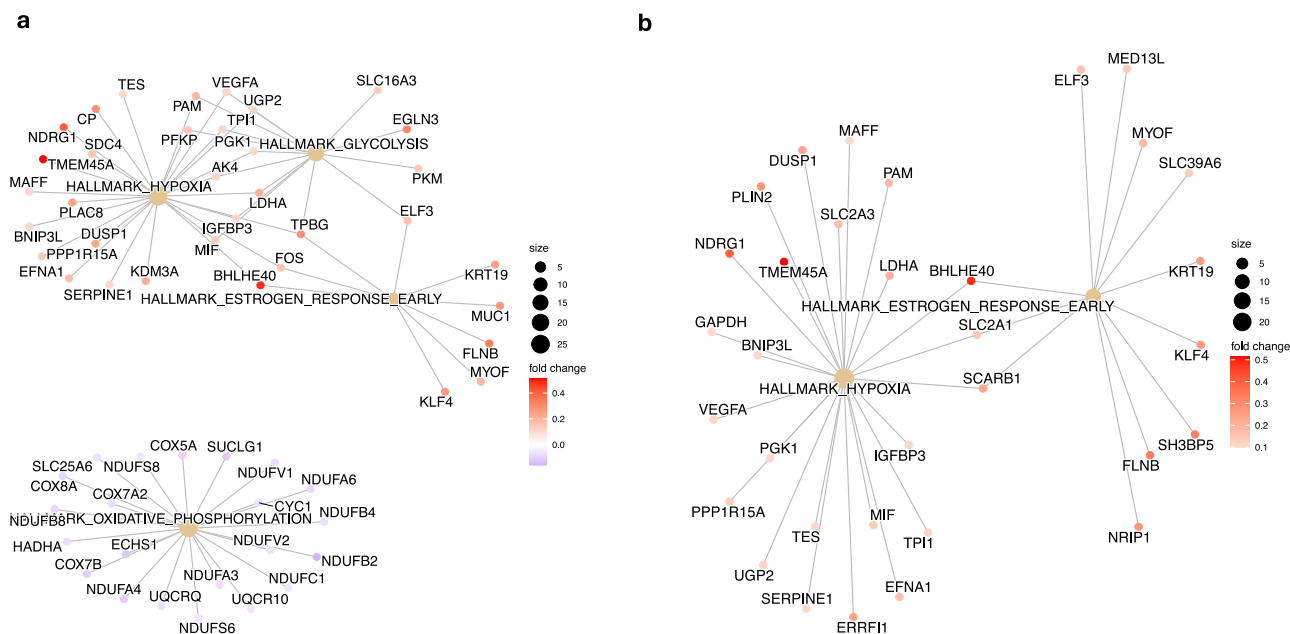 a
b
TES
VEGFA
SLC16A3
PAM
UGP2
CP
TPI1
EGLN3
NDRG1
PFKP
PGK1
SDC4
HALLMARK_GLYCOLYSIS
TMEM45A
AK4
PKM
MAFF
HALLMARK_HYPOXIA
LDHA
PLAC8
ELF3
IGFBP3
TPBG
BNIP3L
DUSP1
PPP1R15A
MIF
FOS
EFNA1
KDM3A
BHLHE40
KRT19
SERPINE1
HALLMARK_ESTROGEN_RESPONSE_EARLY
MUC1
FLNB
MYOF
KLF4
size
5
10
15
20
25
fold change
0.4
0.2
0.0
COX5A
SUCLG1
SLC25A6
NDUFS8
NDUFV1
COX8A
NDUFA6
COX7A2
CYC1
NDUFB8
RK_OXIDATIVE_PHOSPHORYLATION
NDUFB4
HADHA
ECHS1
NDUFV2
COX7B
NDUFB2
NDUFA4
NDUFA3
NDUFC1
UQCRQ
UQCR10
NDUFS6
MED13L
ELF3
MAFF
MYOF
DUSP1
SLC39A6
PLIN2
PAM
SLC2A3
NDRG1
TMEM45A
LDHA
BHLHE40
KRT19
HALLMARK_ESTROGEN_RESPONSE_EARLY
GAPDH
SLC2A1
BNIP3L
KLF4
HALLMARK_HYPOXIA
SCARB1
VEGFA
PGK1
IGFBP3
SH3BP5
FLNB
PPP1R15A
MIF
TES
TPI1
NRIP1
UGP2
EFNA1
SERPINE1
ERRFI1
size
5
10
15
20
fold change
0.5
0.4
0.3
0.2
0.1